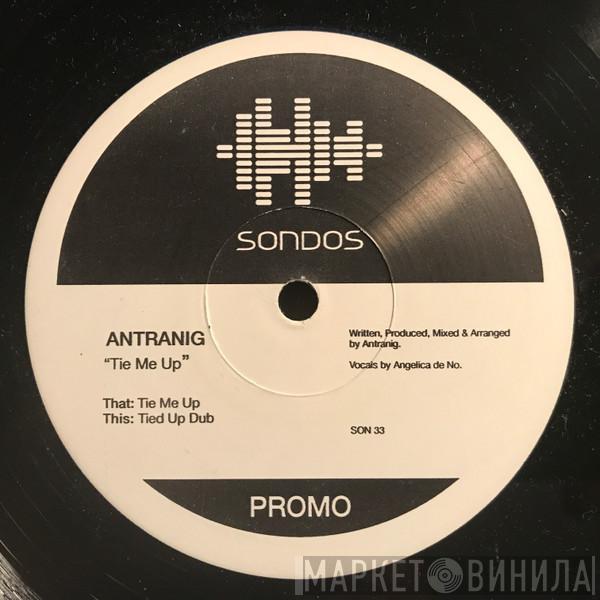 SONDOS
ANTRANIG
“Tie Me Up”
That: Tie Me Up
This: Tied Up Dub
Written, Produced, Mixed & Arranged
by Antranig.
Vocals by Angelica de No.
SON 33
PROMO
МАРКЕТ ВИНИЛА